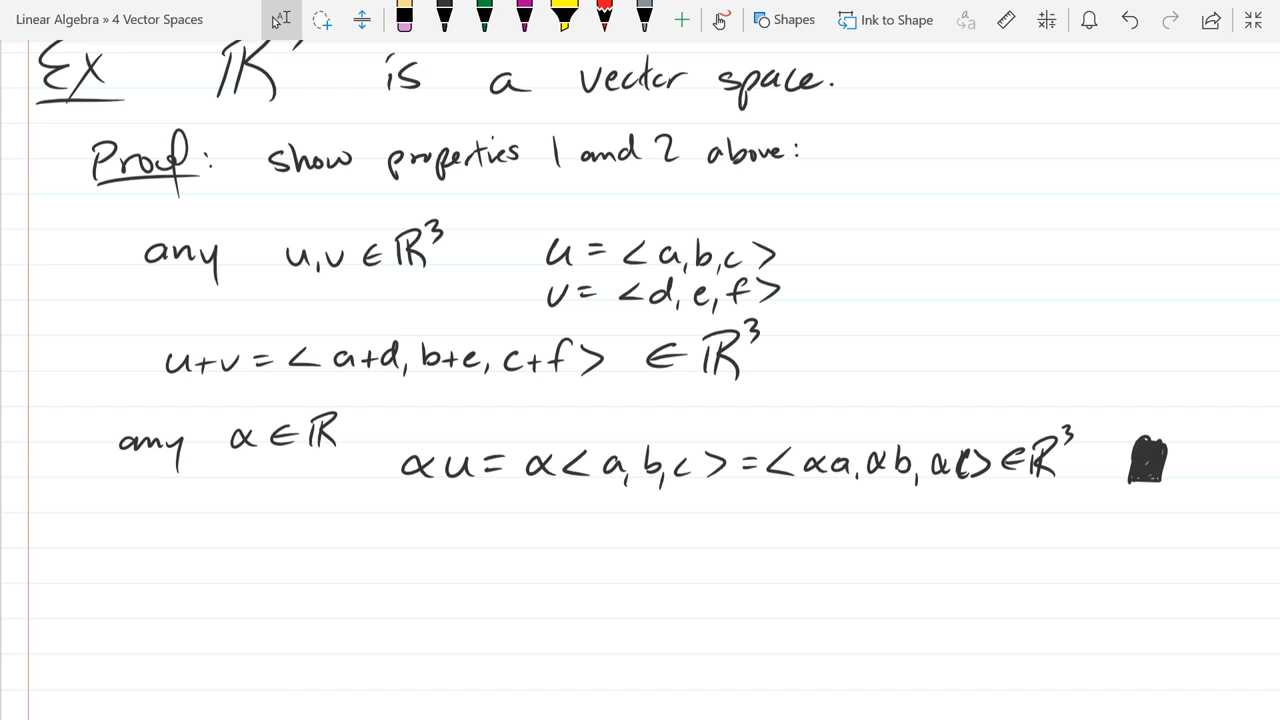 Linear Algebra » 4 Vector Spaces Shapes Ink to Shape
Ex ℝ³ is a vector space.
Proof: show properties 1 and 2 above:
any u,v ∈ ℝ³ u = <a,b,c>
v = <d,e,f>
u+v = <a+d, b+e, c+f> ∈ ℝ³
any α ∈ ℝ
αu = α<a,b,c> = <αa, αb, αc> ∈ ℝ³ ■